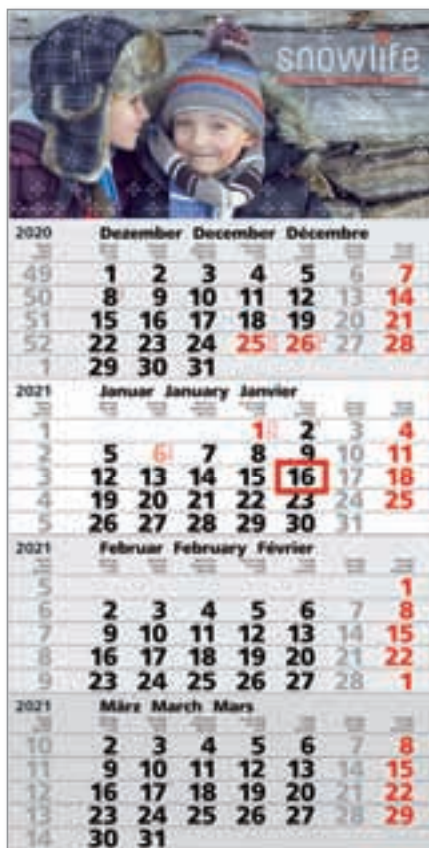 snowlife
2020 Dezember December Décembre
49 1 2 3 4 5 6 7
50 8 9 10 11 12 13 14
51 15 16 17 18 19 20 21
52 22 23 24 25 26 27 28
1 29 30 31
2021 Januar January Janvier
1 1 2 3 4
2 5 6 7 8 9 10 11
3 12 13 14 15 16 17 18
4 19 20 21 22 23 24 25
5 26 27 28 29 30 31
2021 Februar February Février
5 1
6 2 3 4 5 6 7 8
7 9 10 11 12 13 14 15
8 16 17 18 19 20 21 22
9 23 24 25 26 27 28 1
2021 März March Mars
10 2 3 4 5 6 7 8
11 9 10 11 12 13 14 15
12 16 17 18 19 20 21 22
13 23 24 25 26 27 28 29
14 30 31